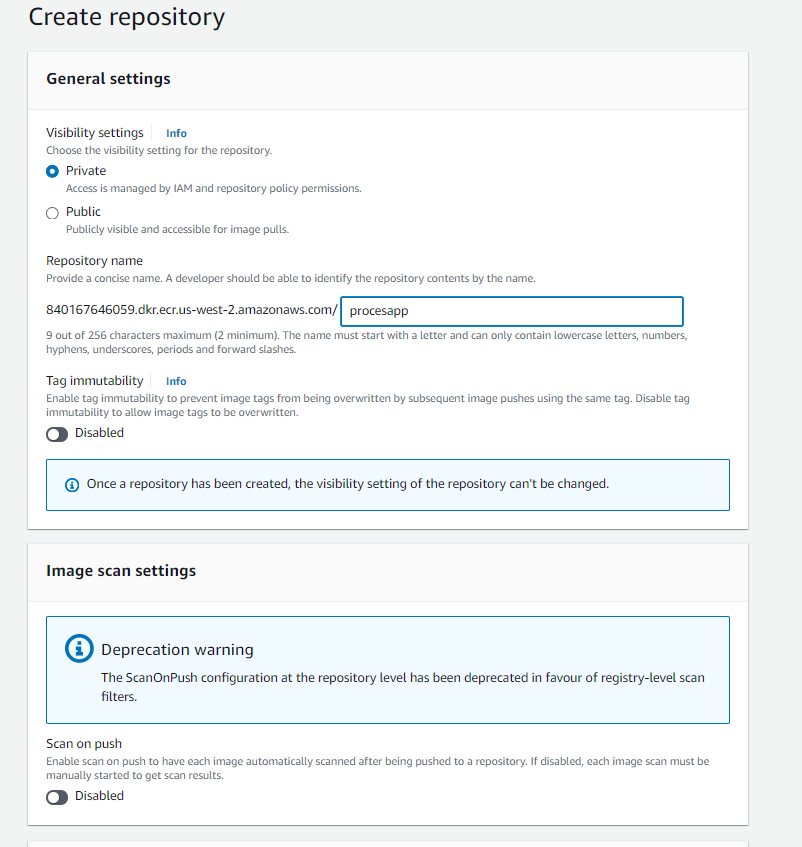 Create repository
General settings
Visibility settings Info
Choose the visibility setting for the repository.
Private
Access is managed by IAM and repository policy permissions.
Public
Publicly visible and accessible for image pulls.
Repository name
Provide a concise name. A developer should be able to identify the repository contents by the name.
840167646059.dkr.ecr.us-west-2.amazonaws.com/ procesapp
9 out of 256 characters maximum (2 minimum). The name must start with a letter and can only contain lowercase letters, numbers,
hyphens, underscores, periods and forward slashes.
Tag immutability Info
Enable tag immutability to prevent image tags from being overwritten by subsequent image pushes using the same tag. Disable tag
immutability to allow image tags to be overwritten.
Disabled
Once a repository has been created, the visibility setting of the repository can't be changed.
Image scan settings
Deprecation warning
The ScanOnPush configuration at the repository level has been deprecated in favour of registry-level scan
filters.
Scan on push
Enable scan on push to have each image automatically scanned after being pushed to a repository. If disabled, each image scan must be
manually started to get scan results.
Disabled